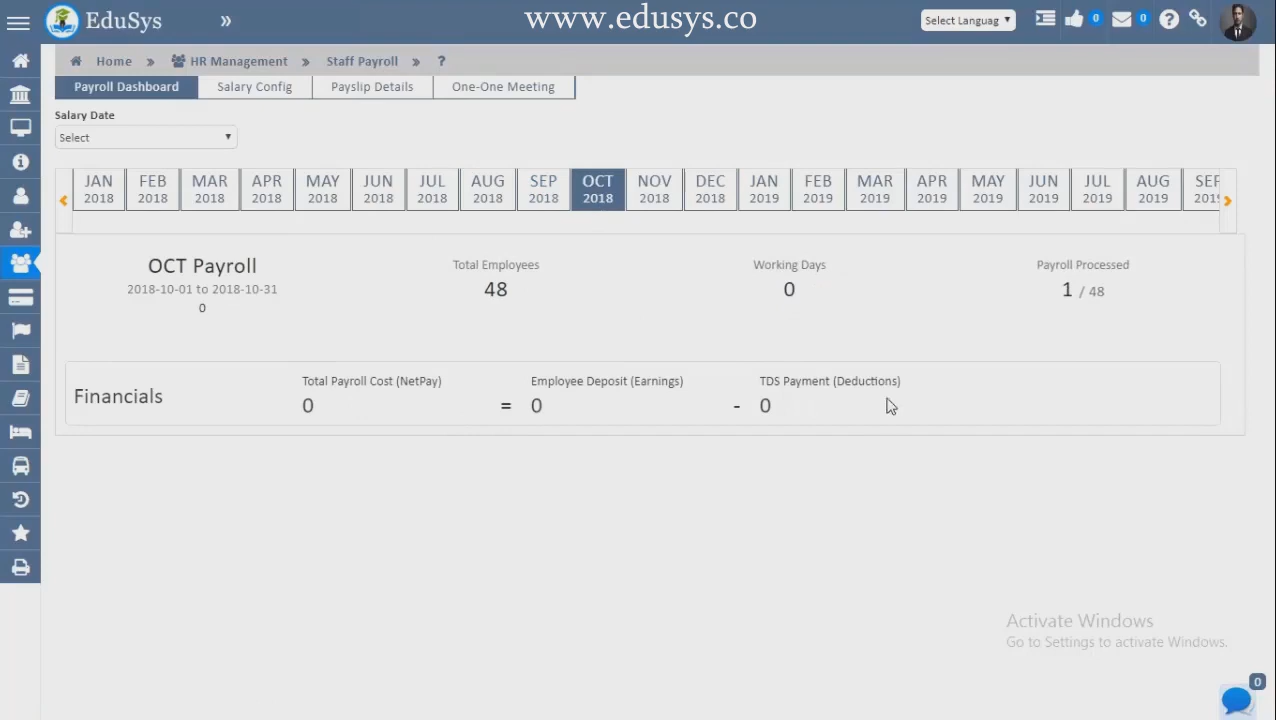 EduSys » www.edusys.co Select Languag 0 0
Home » HR Management » Staff Payroll » ?
Payroll Dashboard Salary Config Payslip Details One-One Meeting
Salary Date
Select
JAN FEB MAR APR MAY JUN JUL AUG SEP OCT NOV DEC JAN FEB MAR APR MAY JUN JUL AUG SEP
2018 2018 2018 2018 2018 2018 2018 2018 2018 2018 2018 2018 2019 2019 2019 2019 2019 2019 2019 2019 2019
OCT Payroll Total Employees Working Days Payroll Processed
2018-10-01 to 2018-10-31 48 0 1 / 48
0
Total Payroll Cost (NetPay) Employee Deposit (Earnings) TDS Payment (Deductions)
Financials 0 = 0 - 0
Activate Windows
Go to Settings to activate Windows.
0